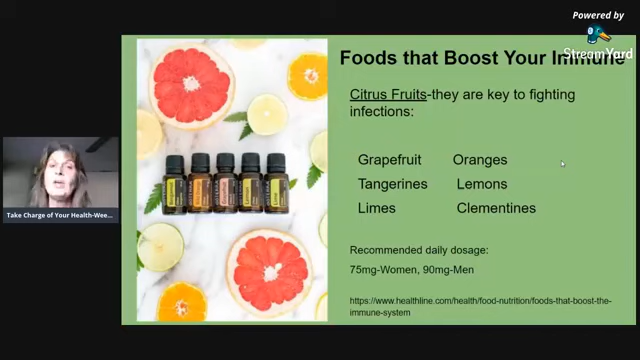 Powered by
StreamYard
Foods that Boost Your Immune
Citrus Fruits-they are key to fighting
infections:
Grapefruit Oranges
Tangerines Lemons
Limes Clementines
Recommended daily dosage:
75mg-Women, 90mg-Men
https://www.healthline.com/health/food-nutrition/foods-that-boost-the-
immune-system
Take Charge of Your Health-Wee...